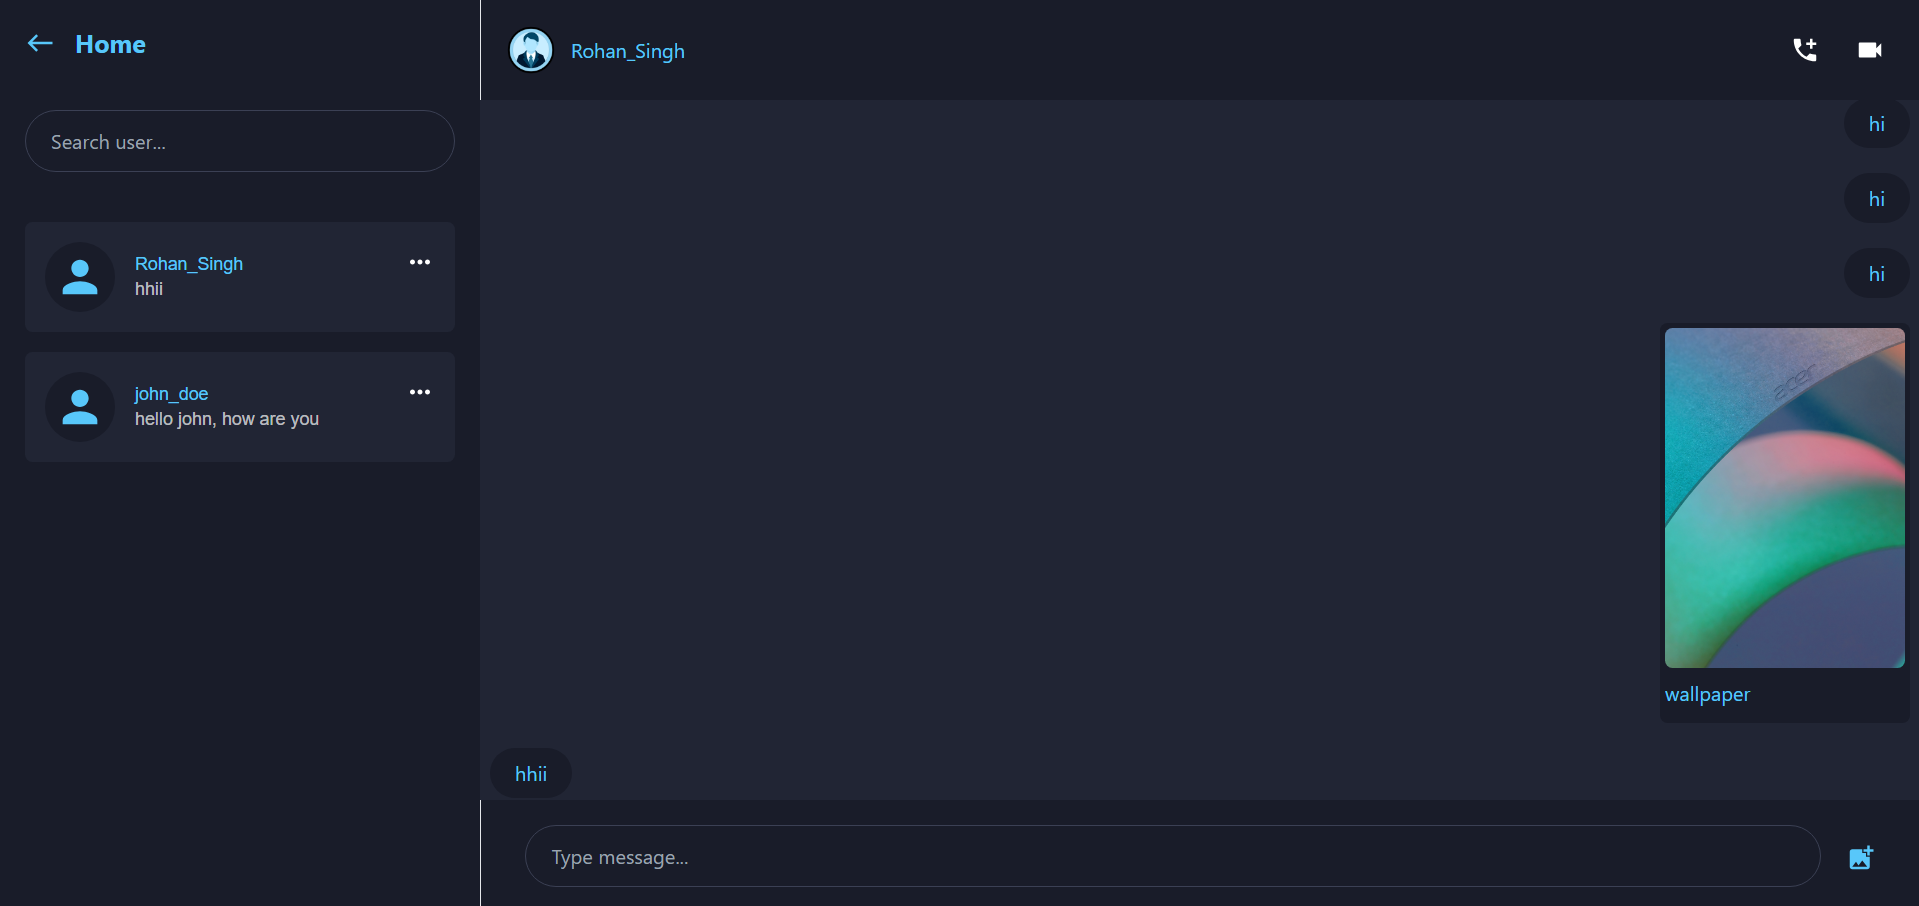 Home
Search user...
Rohan_Singh
hhii
john_doe
hello john, how are you
Rohan_Singh
hi
hi
hi
acer
wallpaper
hhii
Type message...